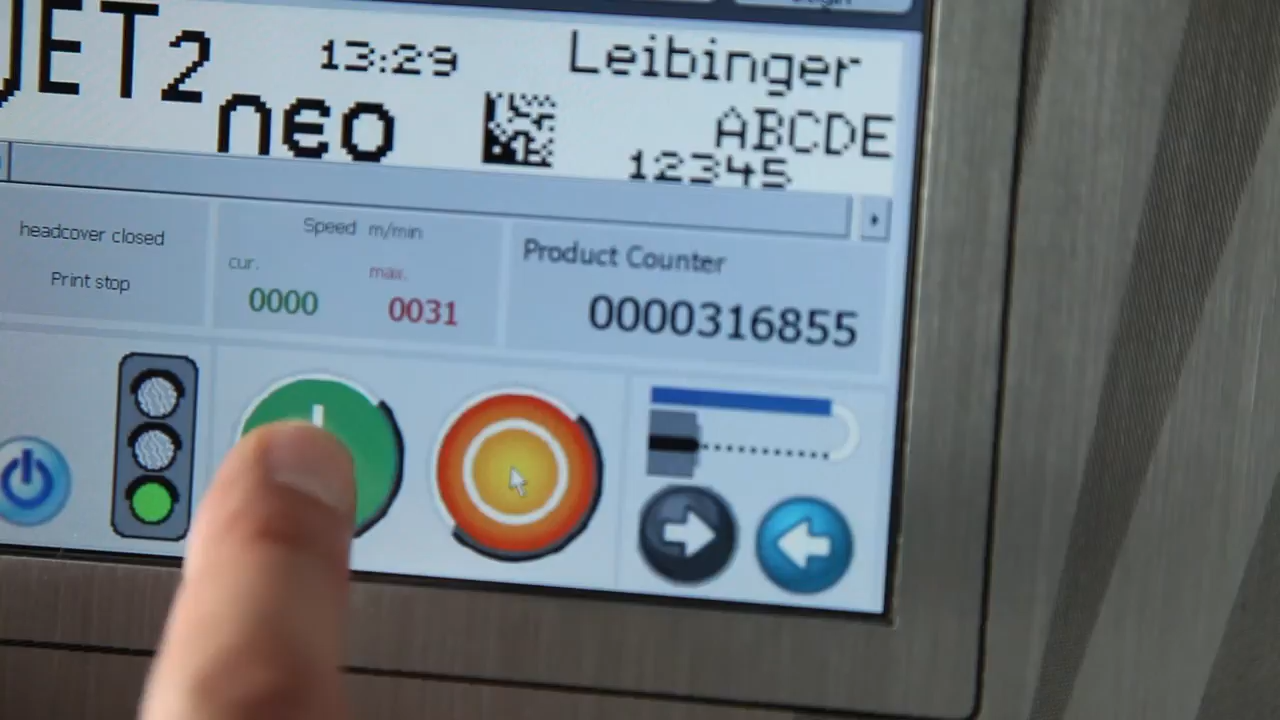 JET2
neo
13:29
Leibinger
ABCDE
12345
headcover closed
Print stop
Speed m/min
cur.
max.
0000
0031
Product Counter
0000316855